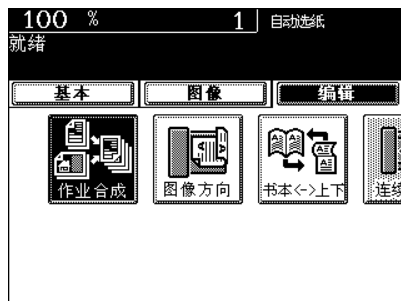 100 % 1 自动选纸
就绪
基本 图像 编辑
作业合成 图像方向 书本<->上下 连续